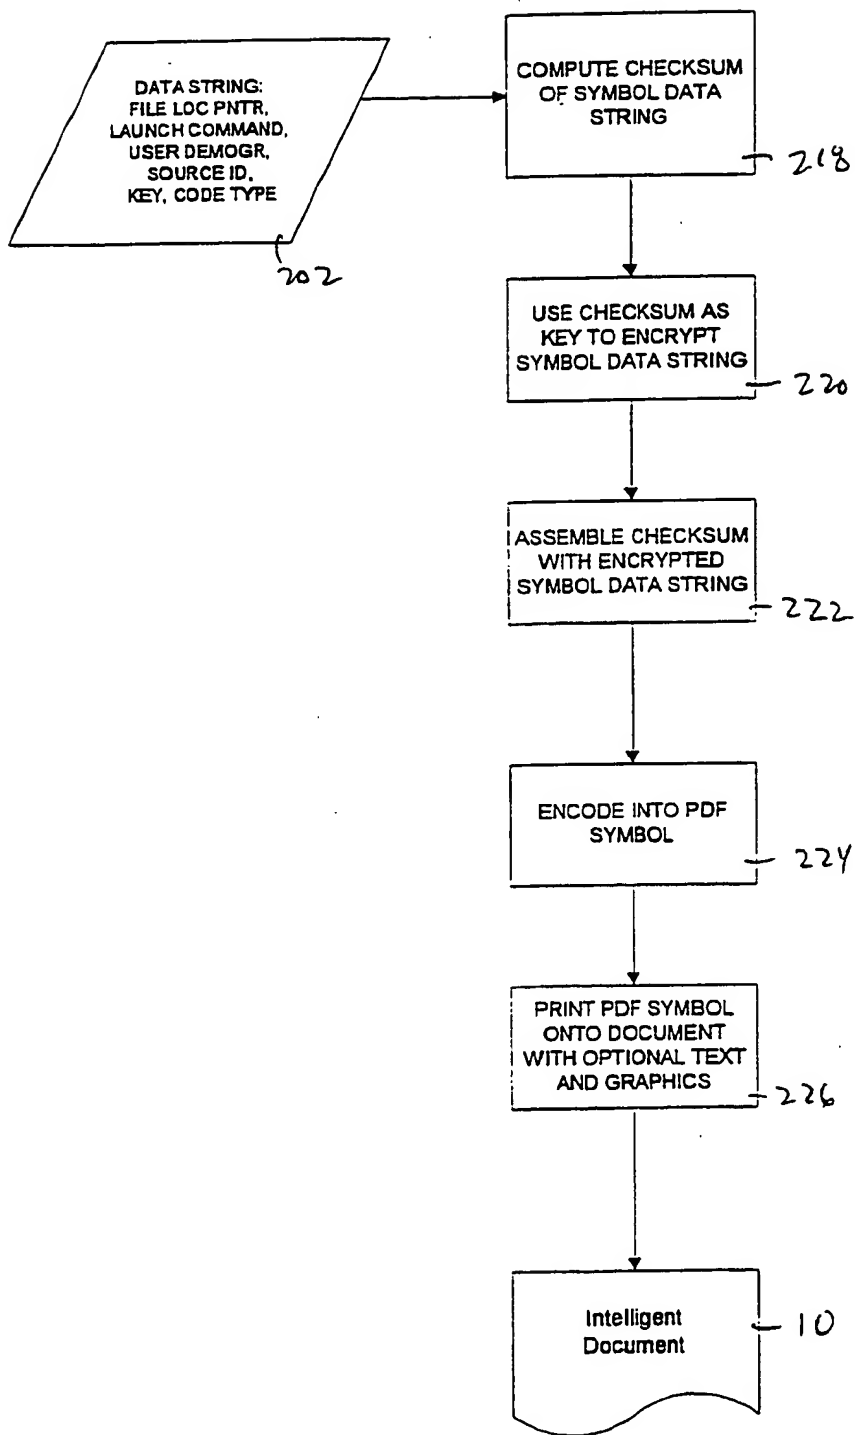 DATA STRING:
FILE LOC PNTR,
LAUNCH COMMAND,
USER DEMOGR,
SOURCE ID,
KEY, CODE TYPE
202
COMPUTE CHECKSUM
OF SYMBOL DATA
STRING
218
USE CHECKSUM AS
KEY TO ENCRYPT
SYMBOL DATA STRING
220
ASSEMBLE CHECKSUM
WITH ENCRYPTED
SYMBOL DATA STRING
222
ENCODE INTO PDF
SYMBOL
224
PRINT PDF SYMBOL
ONTO DOCUMENT
WITH OPTIONAL TEXT
AND GRAPHICS
226
Intelligent
Document
10